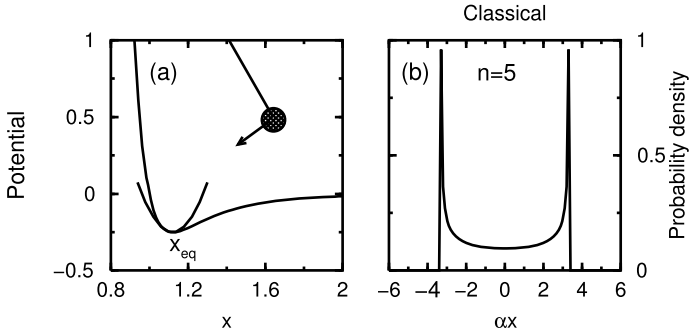 Classical
Potential
1
0.5
0
−0.5
(a)
x_eq
0.8
1.2
1.6
2
x
(b)
n=5
1
0.5
0
Probability density
−6
−4
−2
0
2
4
6
αx